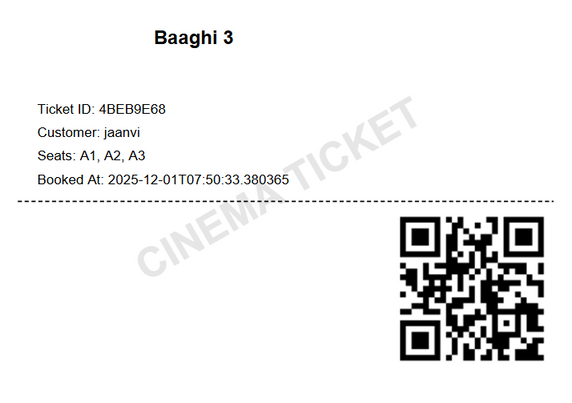 Baaghi 3
Ticket ID: 4BEB9E68
Customer: jaanvi
Seats: A1, A2, A3
Booked At: 2025-12-01T07:50:33.380365
CINEMA TICKET